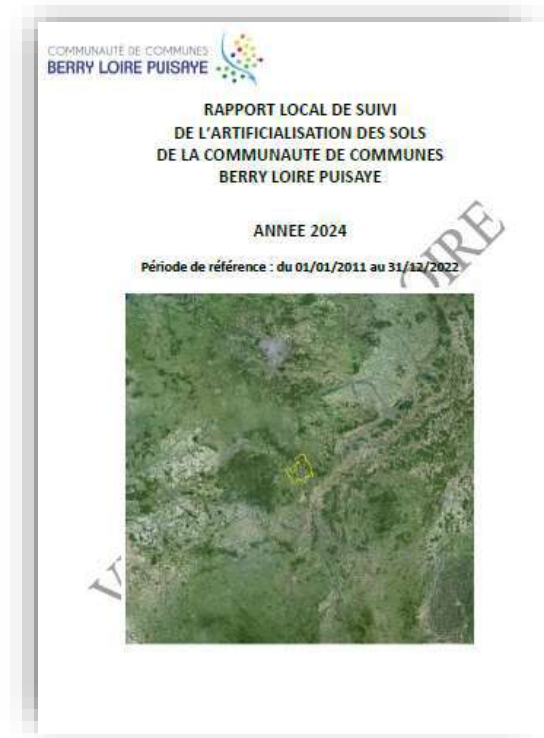 COMMUNAUTÉ DE COMMUNES
BERRY LOIRE PUISAYE
RAPPORT LOCAL DE SUIVI
DE L'ARTIFICIALISATION DES SOLS
DE LA COMMUNAUTE DE COMMUNES
BERRY LOIRE PUISAYE
ANNEE 2024
Période de référence : du 01/01/2011 au 31/12/2022